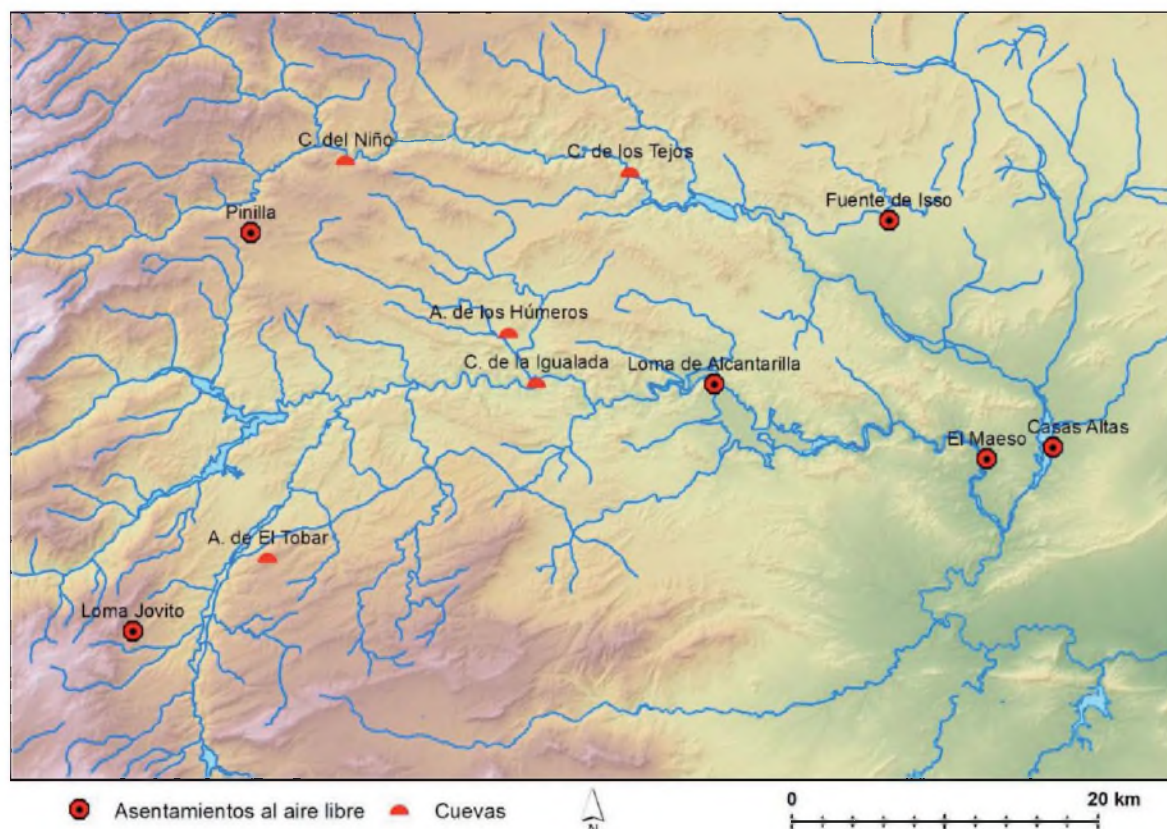 C. del Niño
C. de los Tejos
Fuente de Isso
Pinilla
A. de los Húmeros
C. de la Igualada
Loma de Alcantarilla
El Maeso
Casas Altas
A. de El Tobar
Loma Jovito
Asentamientos al aire libre
Cuevas
N
0
20 km